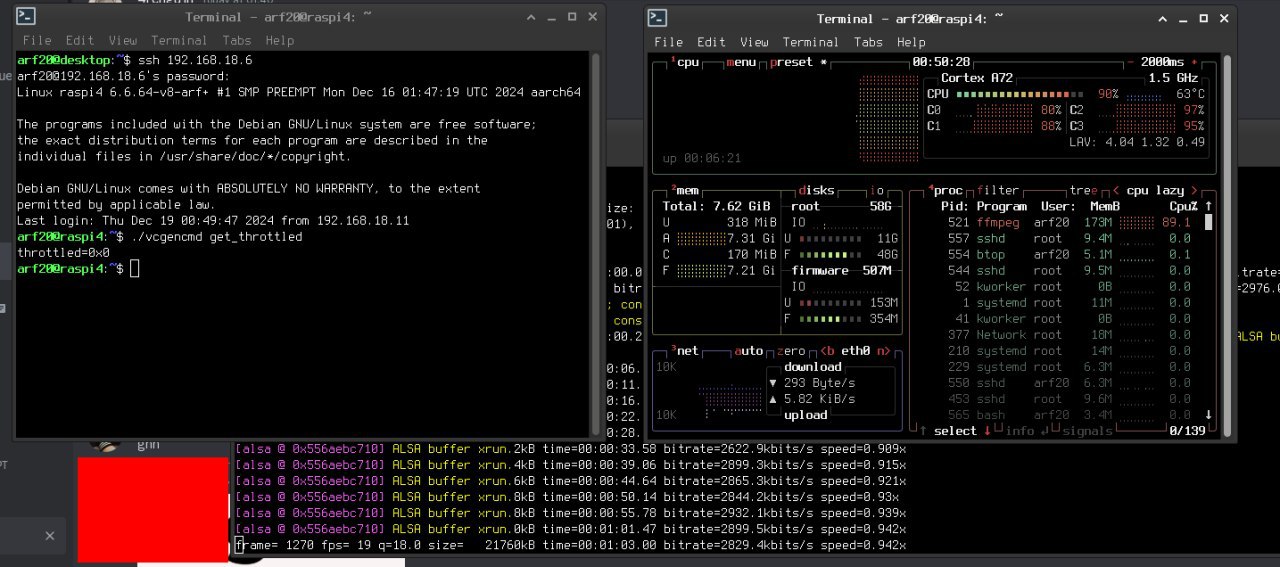 Terminal - arf20@raspi4: ~
File Edit View Terminal Tabs Help
arf20@desktop:~$ ssh 192.168.18.6
arf20@192.168.18.6's password:
Linux raspi4 6.6.64-v8-arf+ #1 SMP PREEMPT Mon Dec 16 01:47:19 UTC 2024 aarch64
The programs included with the Debian GNU/Linux system are free software;
the exact distribution terms for each program are described in the
individual files in /usr/share/doc/*/copyright.
Debian GNU/Linux comes with ABSOLUTELY NO WARRANTY, to the extent
permitted by applicable law.
Last login: Thu Dec 19 00:49:47 2024 from 192.168.18.11
arf20@raspi4:~$ ./vcgencmd get_throttled
throttled=0x0
arf20@raspi4:~$
Terminal - arf20@raspi4: ~
File Edit View Terminal Tabs Help
¹cpu menu preset * 00:50:28 - 2000ms +
Cortex A72 1.5 GHz
CPU 90% 63°C
C0 80% C2 97%
C1 88% C3 95%
LAV: 4.04 1.32 0.49
up 00:06:21
²mem disks io
Total: 7.62 GiB root 58G
U 318 MiB IO
A 7.31 Gi U 11G
C 170 MiB F 48G
F 7.21 Gi firmware 507M
IO
U 153M
F 354M
³net auto zero <b eth0 n>
10K download
▼ 293 Byte/s
▲ 5.82 KiB/s
10K upload
⁴proc filter tree < cpu lazy >
Pid: Program User: MemB Cpu% ↑
521 ffmpeg arf20 173M 89.1
557 sshd root 9.4M 0.0
554 btop arf20 5.1M 0.1
544 sshd root 9.5M 0.0
52 kworker root 0B 0.0
1 systemd root 11M 0.0
41 kworker root 0B 0.0
377 Network root 18M 0.0
210 systemd root 14M 0.0
229 systemd root 6.3M 0.0
550 sshd arf20 6.3M 0.0
453 sshd root 9.6M 0.0
565 bash arf20 3.4M 0.0 ↓
↑ select ↓ info ↲ signals 0/139
ize:
01),
:00.0
bitr
; con
cons
:00.2
:06.
:11.
:16.
:22.
:28.
.trate=
=2976.0
ALSA bu
[alsa @ 0x556aebc710] ALSA buffer xrun.2kB time=00:00:33.58 bitrate=2622.9kbits/s speed=0.909x
[alsa @ 0x556aebc710] ALSA buffer xrun.4kB time=00:00:39.06 bitrate=2899.3kbits/s speed=0.915x
[alsa @ 0x556aebc710] ALSA buffer xrun.6kB time=00:00:44.64 bitrate=2865.3kbits/s speed=0.921x
[alsa @ 0x556aebc710] ALSA buffer xrun.8kB time=00:00:50.14 bitrate=2844.2kbits/s speed=0.93x
[alsa @ 0x556aebc710] ALSA buffer xrun.8kB time=00:00:55.78 bitrate=2932.1kbits/s speed=0.939x
[alsa @ 0x556aebc710] ALSA buffer xrun.0kB time=00:01:01.47 bitrate=2899.5kbits/s speed=0.942x
frame= 1270 fps= 19 q=18.0 size= 21760kB time=00:01:03.00 bitrate=2829.4kbits/s speed=0.942x